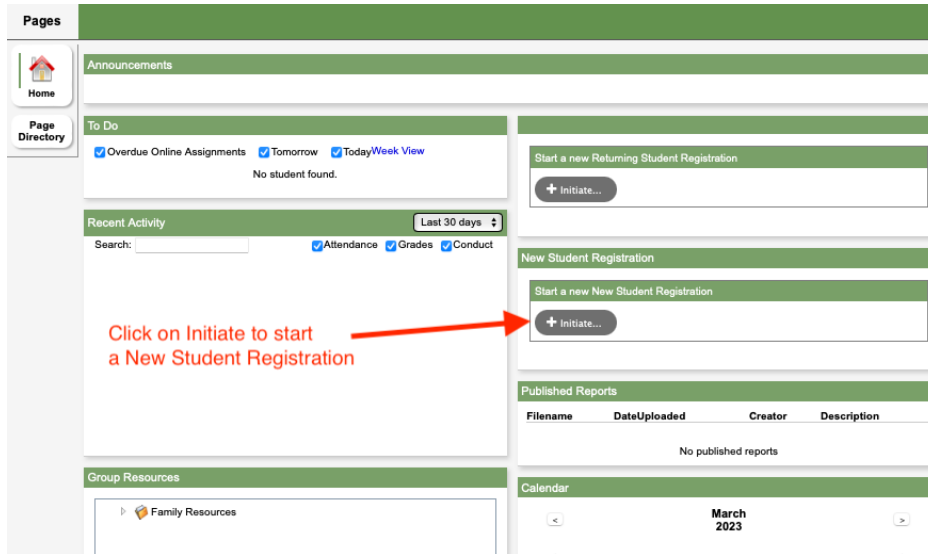 Pages
Home
Page
Directory
Announcements
To Do
Overdue Online Assignments Tomorrow Today Week View
No student found.
Recent Activity Last 30 days
Search: Attendance Grades Conduct
Click on Initiate to start
a New Student Registration
Group Resources
Family Resources
Start a new Returning Student Registration
+ Initiate...
New Student Registration
Start a new New Student Registration
+ Initiate...
Published Reports
Filename DateUploaded Creator Description
No published reports
Calendar
< March >
2023